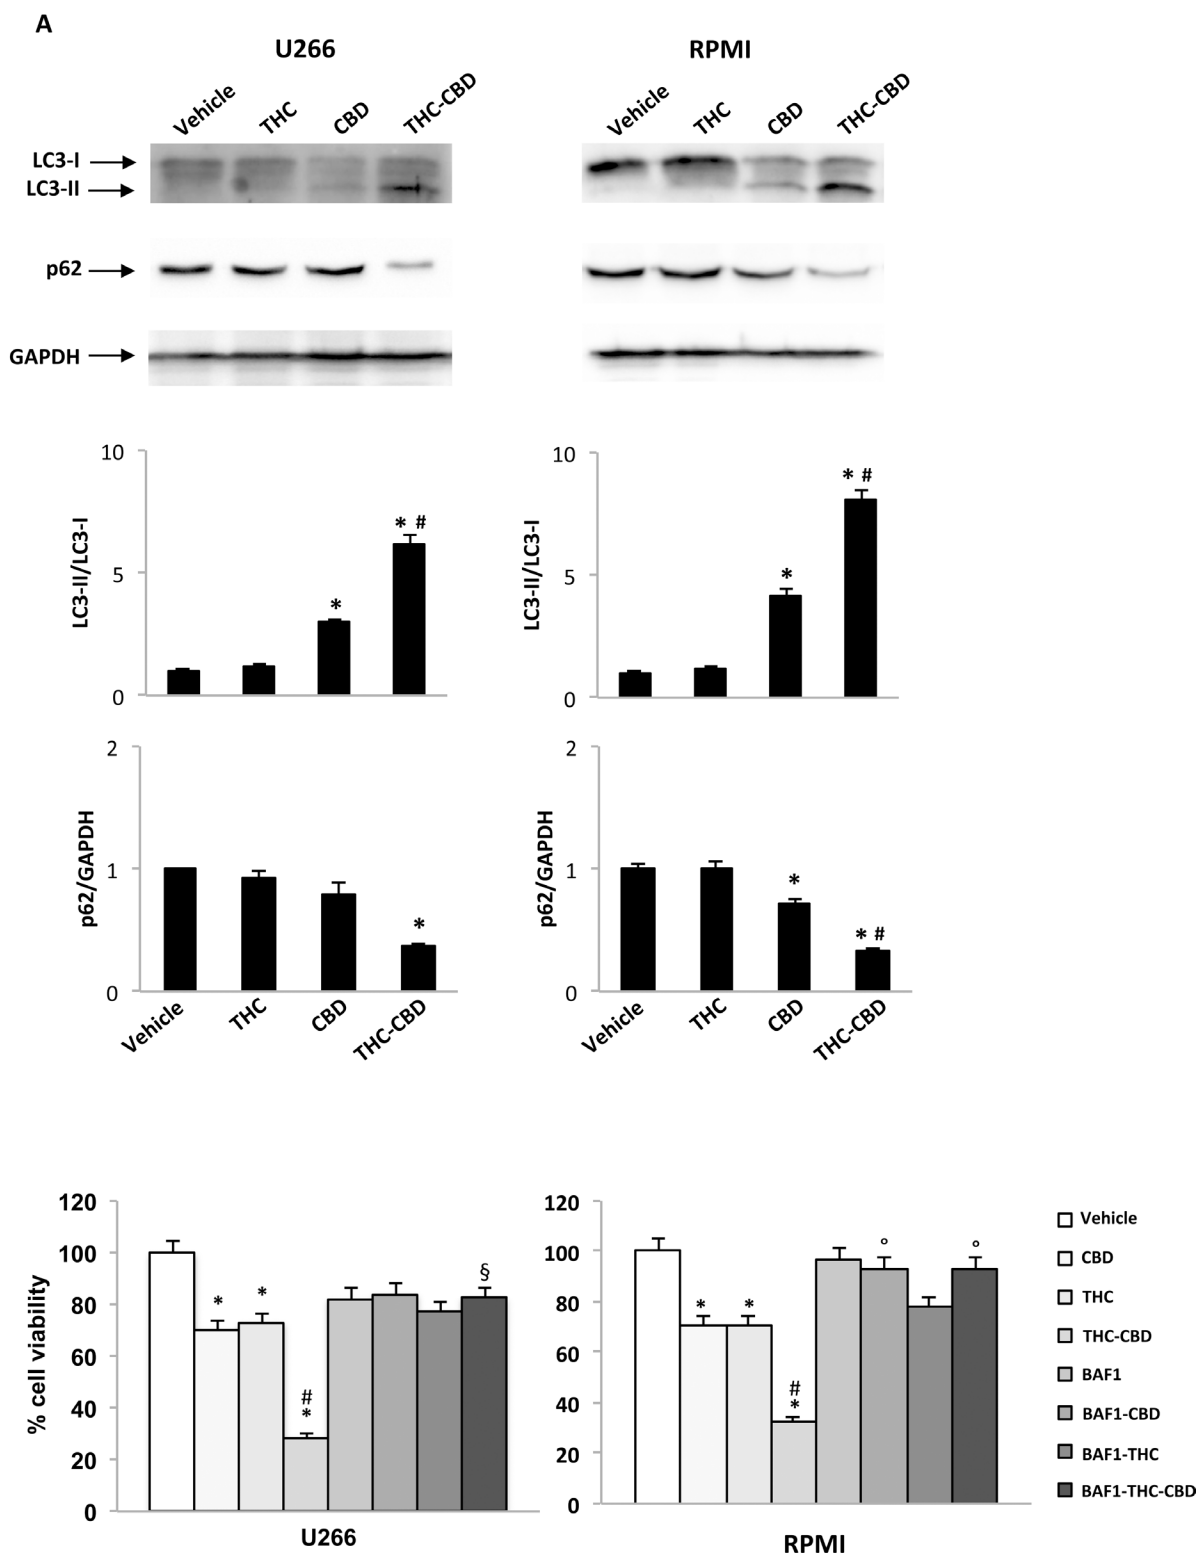 A
U266
RPMI
Vehicle THC CBD THC-CBD
Vehicle THC CBD THC-CBD
LC3-I
LC3-II
p62
GAPDH
LC3-II/LC3-I
10
5
0
*
* #
LC3-II/LC3-I
10
5
0
*
* #
p62/GAPDH
2
1
0
*
Vehicle THC CBD THC-CBD
p62/GAPDH
2
1
0
*
* #
Vehicle THC CBD THC-CBD
% cell viability
120
100
80
60
40
20
0
*
*
#
*
§
U266
120
100
80
60
40
20
0
*
*
#
*
°
°
RPMI
Vehicle
CBD
THC
THC-CBD
BAF1
BAF1-CBD
BAF1-THC
BAF1-THC-CBD